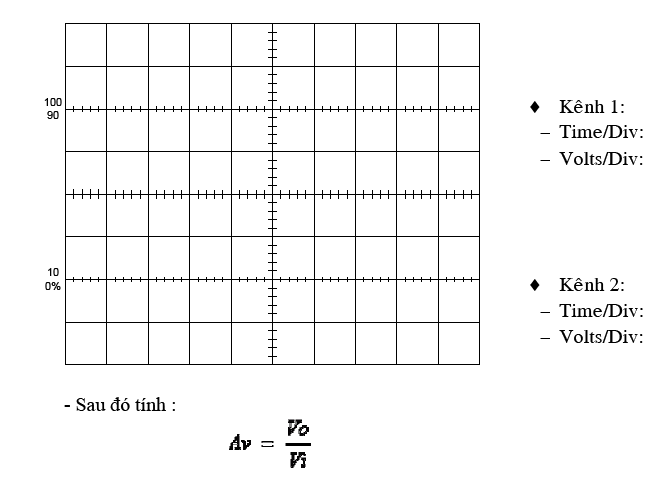 100
90
10
0%
♦ Kênh 1:
– Time/Div:
– Volts/Div:
♦ Kênh 2:
– Time/Div:
– Volts/Div:
- Sau đó tính :
Av = Vo / Vi